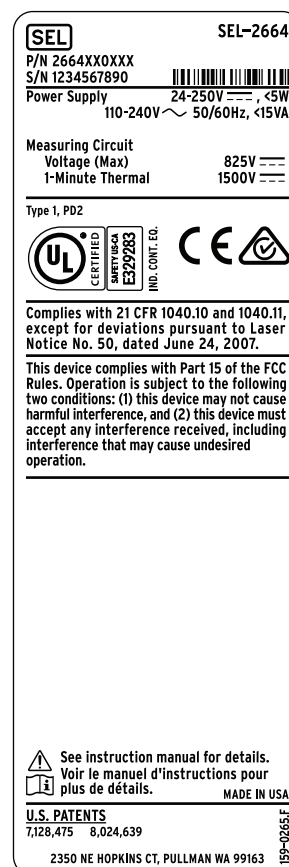 SEL SEL-2664
P/N 2664XX0XXX
S/N 1234567890
Power Supply 24-250V ⎓, <5W
110-240V ∼ 50/60Hz, <15VA
Measuring Circuit
Voltage (Max) 825V ⎓
1-Minute Thermal 1500V ⎓
Type 1, PD2
UL ® CERTIFIED SAFETY US-CA E329283 IND. CONT. EQ. CE
Complies with 21 CFR 1040.10 and 1040.11,
except for deviations pursuant to Laser
Notice No. 50, dated June 24, 2007.
This device complies with Part 15 of the FCC
Rules. Operation is subject to the following
two conditions: (1) this device may not cause
harmful interference, and (2) this device must
accept any interference received, including
interference that may cause undesired
operation.
See instruction manual for details.
Voir le manuel d'instructions pour
plus de détails.
MADE IN USA
U.S. PATENTS
7,128,475 8,024,639
2350 NE HOPKINS CT, PULLMAN WA 99163
159-0265.F